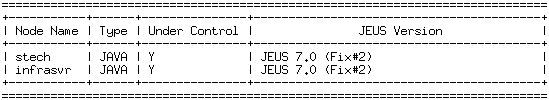 | Node Name | Type | Under Control | JEUS Version |
| stech | JAVA | Y | JEUS 7.0 (Fix#2) |
| infrasvr | JAVA | Y | JEUS 7.0 (Fix#2) |